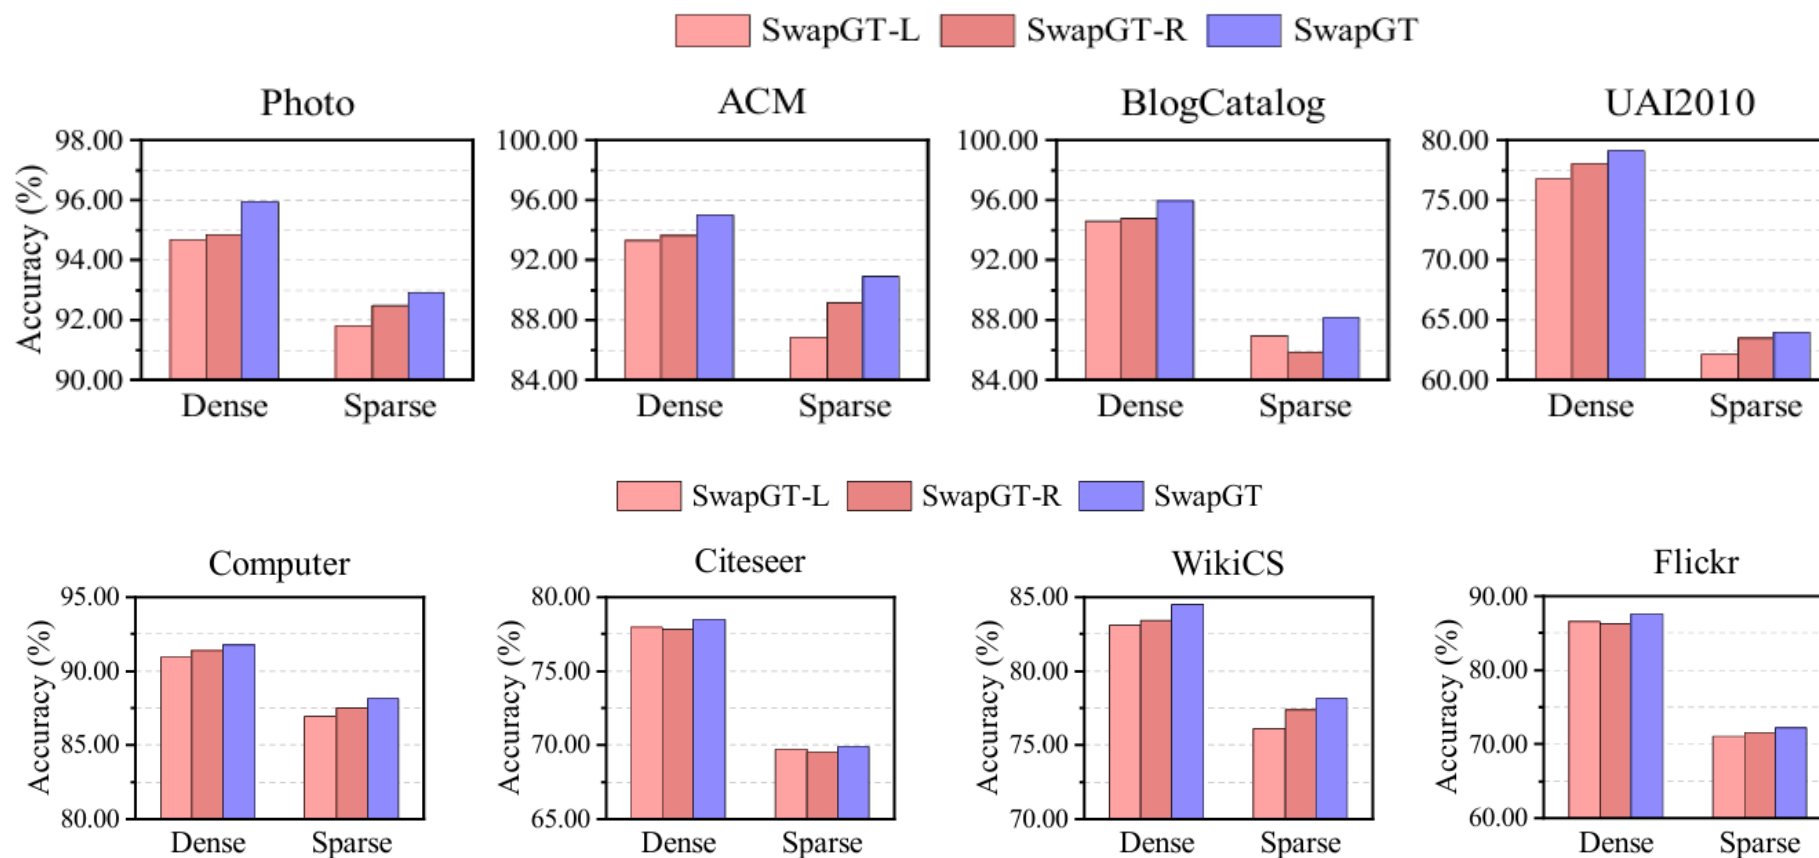 SwapGT-L SwapGT-R SwapGT
Photo ACM BlogCatalog UAI2010
98.00 100.00 100.00 80.00
96.00 96.00 96.00 75.00
94.00 92.00 92.00 70.00
92.00 88.00 88.00 65.00
90.00 84.00 84.00 60.00
Accuracy (%)
Dense Sparse Dense Sparse Dense Sparse Dense Sparse
SwapGT-L SwapGT-R SwapGT
Computer Citeseer WikiCS Flickr
95.00 80.00 85.00 90.00
90.00 75.00 80.00 80.00
85.00 70.00 75.00 70.00
80.00 65.00 70.00 60.00
Accuracy (%) Accuracy (%) Accuracy (%) Accuracy (%)
Dense Sparse Dense Sparse Dense Sparse Dense Sparse